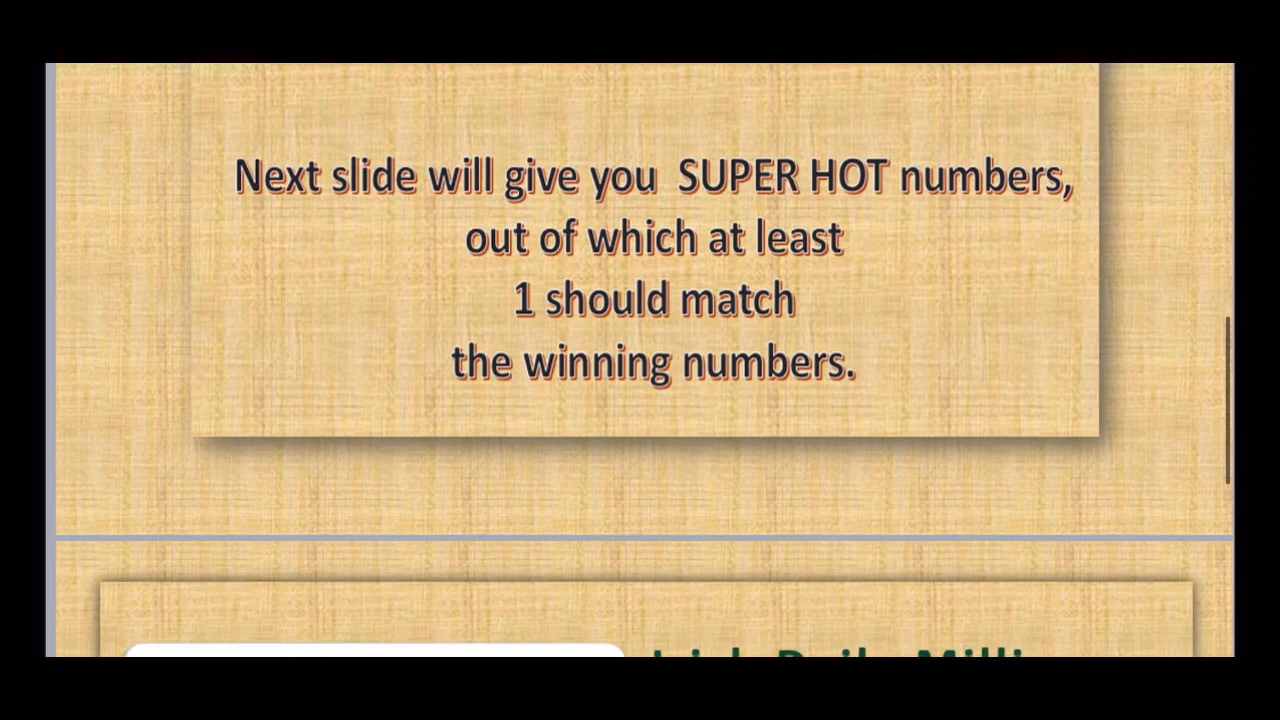 Next slide will give you SUPER HOT numbers,
out of which at least
1 should match
the winning numbers.